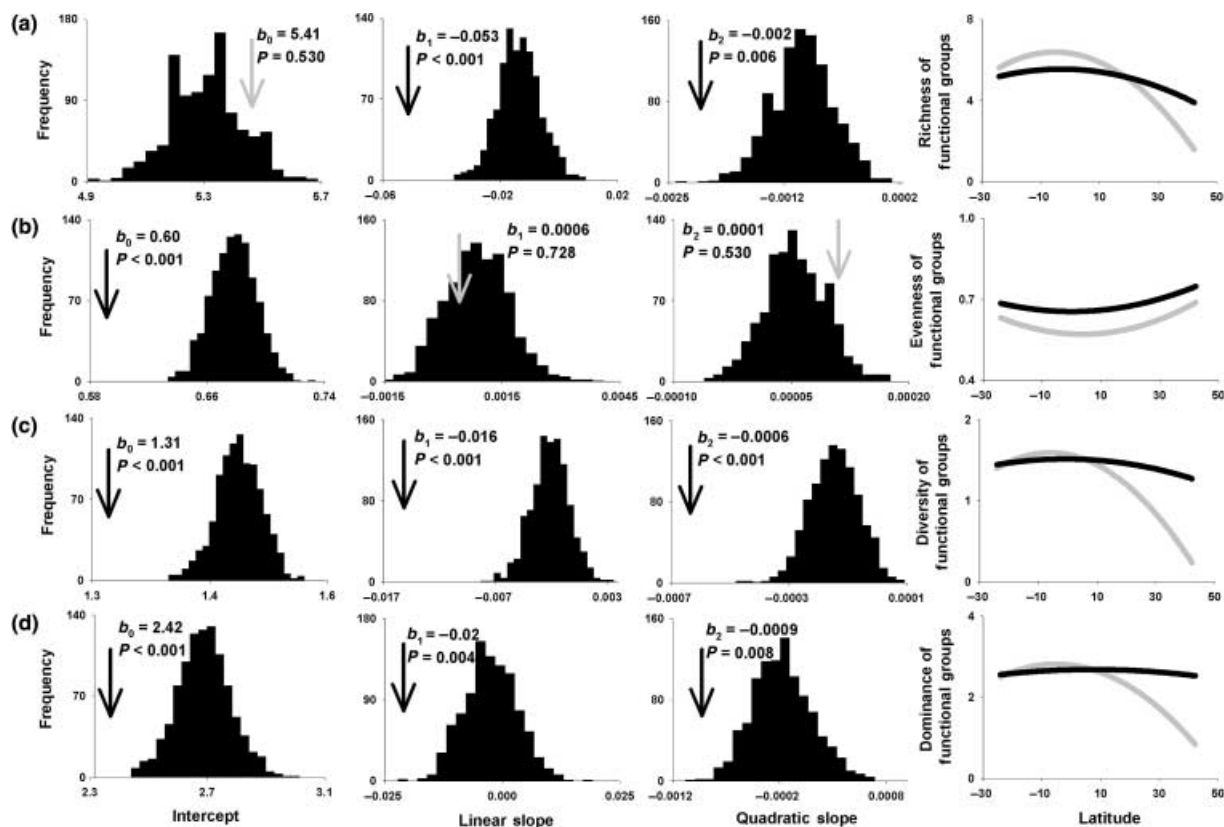 (a)
Frequency
180
90
0
4.9
5.3
5.7
b0 = 5.41
P = 0.530
140
70
0
–0.06
–0.02
0.02
b1 = –0.053
P < 0.001
160
80
0
–0.0025
–0.0012
0.0002
b2 = –0.002
P = 0.006
Richness of
functional groups
8
4
0
–30
–10
10
30
50
(b)
Frequency
140
70
0
0.58
0.66
0.74
b0 = 0.60
P < 0.001
160
80
0
–0.0015
0.0015
0.0045
b1 = 0.0006
P = 0.728
140
70
0
–0.00010
0.00005
0.00020
b2 = 0.0001
P = 0.530
Evenness of
functional groups
1.0
0.7
0.4
–30
–10
10
30
50
(c)
Frequency
140
70
0
1.3
1.4
1.6
b0 = 1.31
P < 0.001
160
80
0
–0.017
–0.007
0.003
b1 = –0.016
P < 0.001
160
80
0
–0.0007
–0.0003
0.0001
b2 = –0.0006
P < 0.001
Diversity of
functional groups
2
1
0
–30
–10
10
30
50
(d)
Frequency
140
70
0
2.3
2.7
3.1
Intercept
b0 = 2.42
P < 0.001
180
90
0
–0.025
0.000
0.025
Linear slope
b1 = –0.02
P = 0.004
160
80
0
–0.0012
–0.0002
0.0008
Quadratic slope
b2 = –0.0009
P = 0.008
Dominance of
functional groups
4
2
0
–30
–10
10
30
50
Latitude